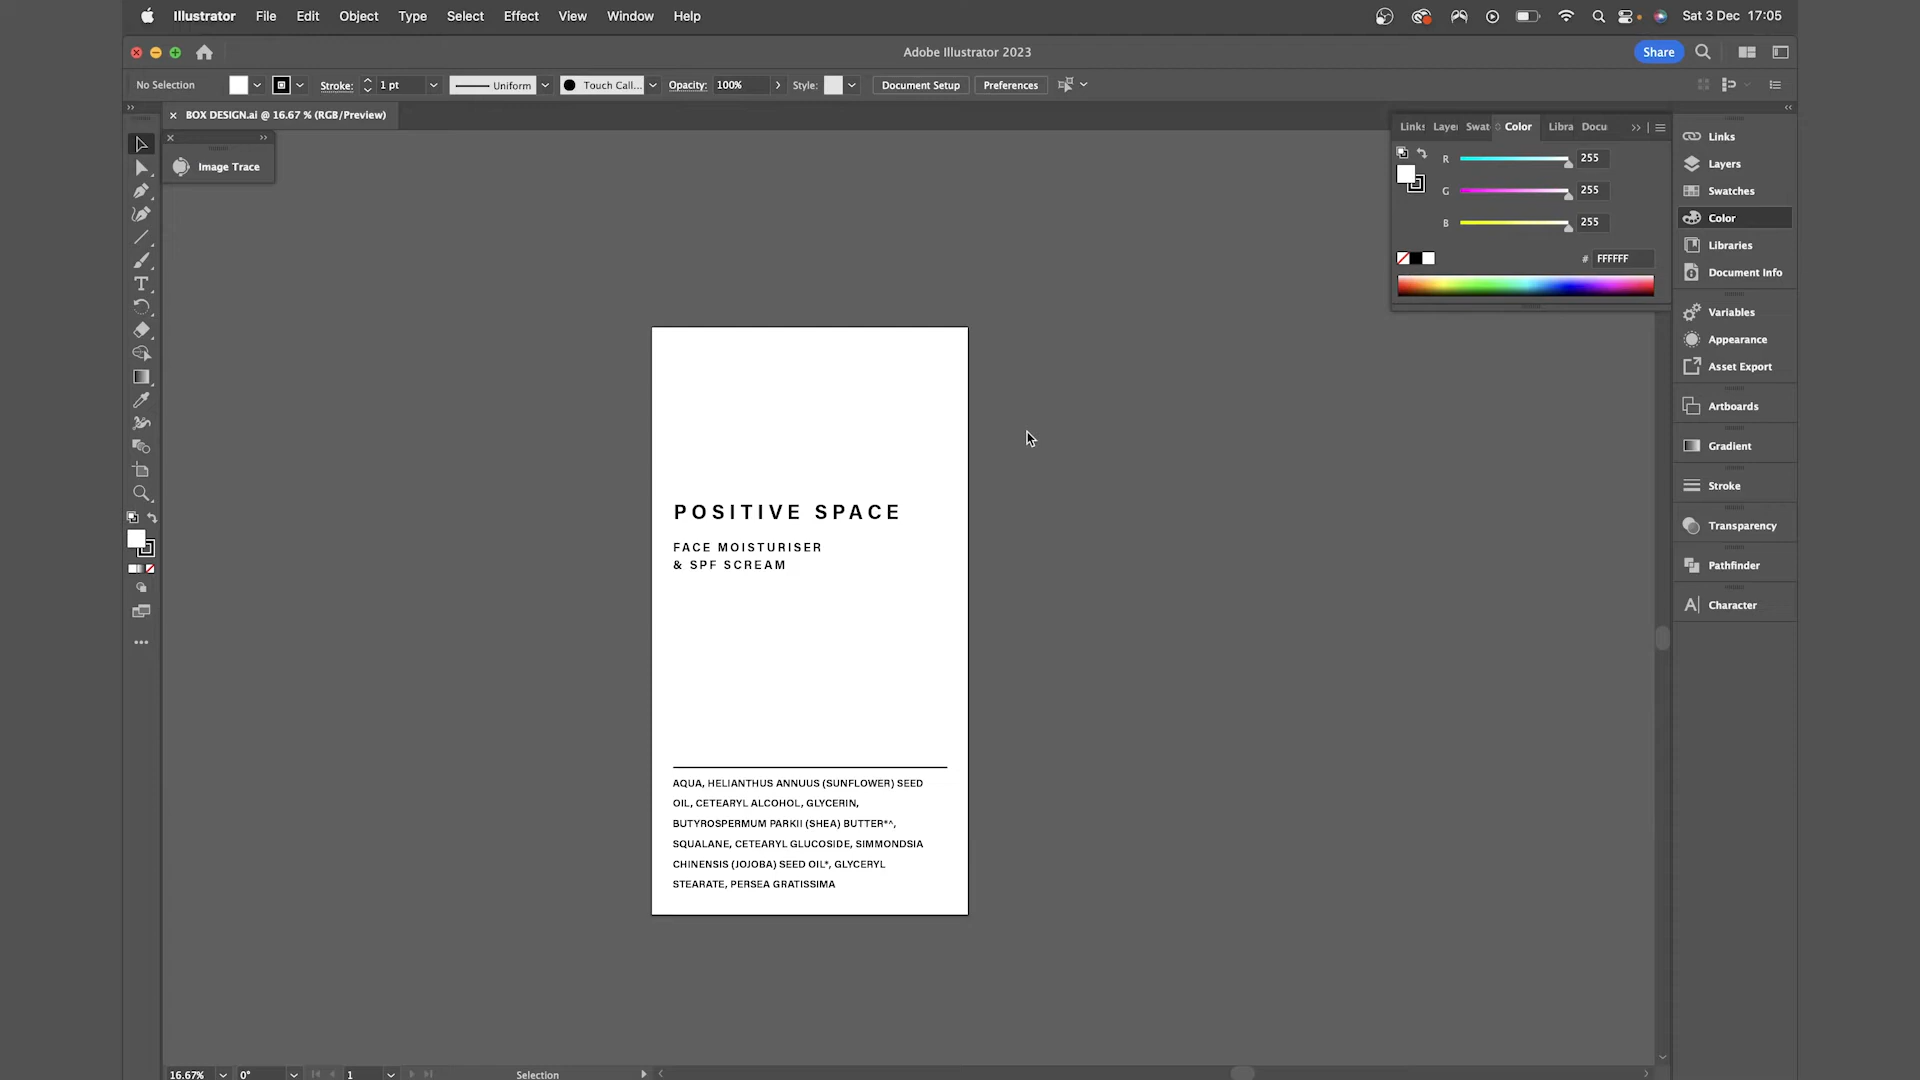 Illustrator File Edit Object Type Select Effect View Window Help Sat 3 Dec 17:05
Adobe Illustrator 2023 Share
No Selection Stroke: 1 pt Uniform Touch Call... Opacity: 100% Style: Document Setup Preferences
BOX DESIGN.ai @ 16.67 % (RGB/Preview)
Image Trace
Links Layer Swat Color Libra Docu
R 255
G 255
B 255
# FFFFFF
Links
Layers
Swatches
Color
Libraries
Document Info
Variables
Appearance
Asset Export
Artboards
Gradient
Stroke
Transparency
Pathfinder
Character
POSITIVE SPACE
FACE MOISTURISER
& SPF SCREAM
AQUA, HELIANTHUS ANNUUS (SUNFLOWER) SEED
OIL, CETEARYL ALCOHOL, GLYCERIN,
BUTYROSPERMUM PARKII (SHEA) BUTTER*^,
SQUALANE, CETEARYL GLUCOSIDE, SIMMONDSIA
CHINENSIS (JOJOBA) SEED OIL*, GLYCERYL
STEARATE, PERSEA GRATISSIMA
16.67% 0° 1 Selection